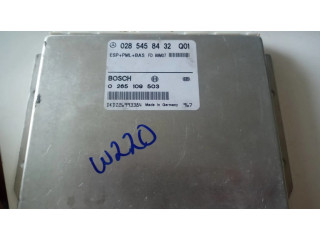 028 545 84 32 Q01
ESP+PML+BAS
BOSCH
0 265 109 503
Made in Germany
W220